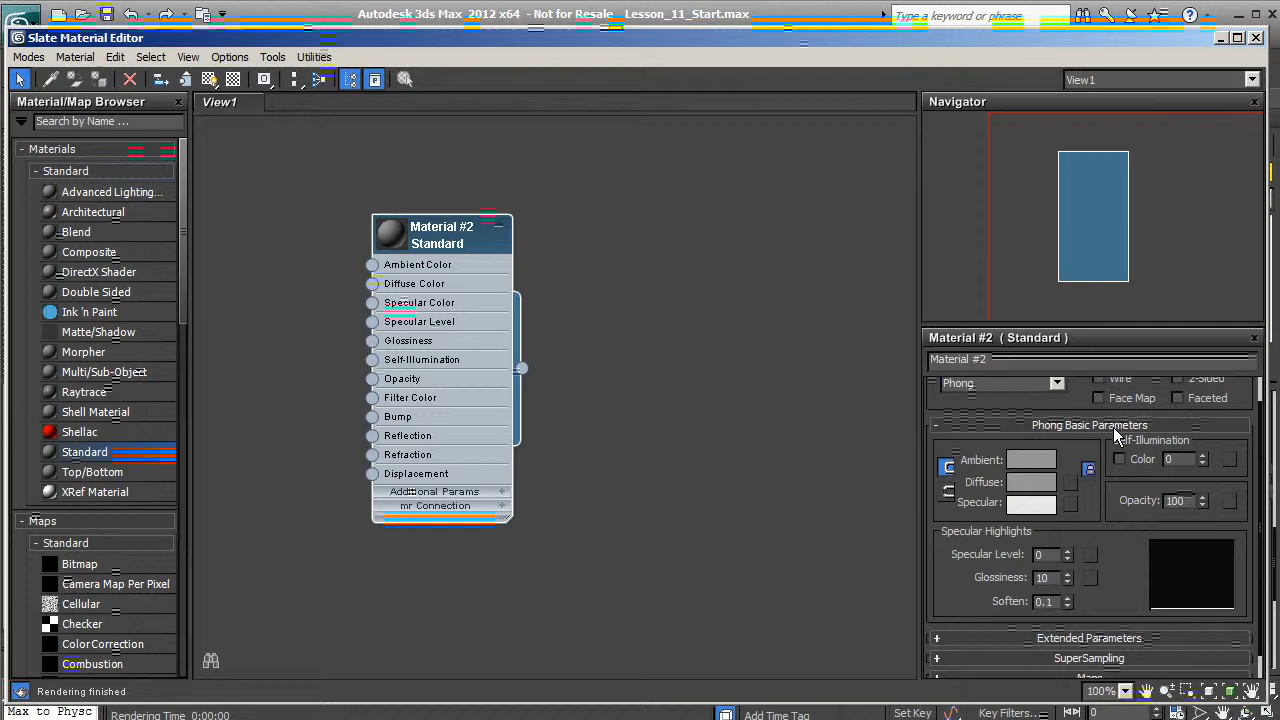 Autodesk 3ds Max 2012 x64 - Not for Resale Lesson_11_Start.max
Type a keyword or phrase
Slate Material Editor
Modes Material Edit Select View Options Tools Utilities
View1
Material/Map Browser
View1
Navigator
Search by Name ...
- Materials
- Standard
Advanced Lighting...
Architectural
Blend
Composite
DirectX Shader
Double Sided
Ink 'n Paint
Matte/Shadow
Morpher
Multi/Sub-Object
Raytrace
Shell Material
Shellac
Standard
Top/Bottom
XRef Material
- Maps
- Standard
Bitmap
Camera Map Per Pixel
Cellular
Checker
ColorCorrection
Combustion
Material #2
Standard
Ambient Color
Diffuse Color
Specular Color
Specular Level
Glossiness
Self-Illumination
Opacity
Filter Color
Bump
Reflection
Refraction
Displacement
Additional Params +
mr Connection +
Material #2 ( Standard )
Material #2
Phong
Wire 2-Sided
Face Map Faceted
- Phong Basic Parameters
Self-Illumination
Ambient:
Color 0
Diffuse:
Specular:
Opacity: 100
Specular Highlights
Specular Level: 0
Glossiness: 10
Soften: 0.1
+ Extended Parameters
+ SuperSampling
+ Maps
Rendering finished
100%
Max to Physc
Rendering Time 0:00:00
Add Time Tag
Set Key
Key Filters...
0